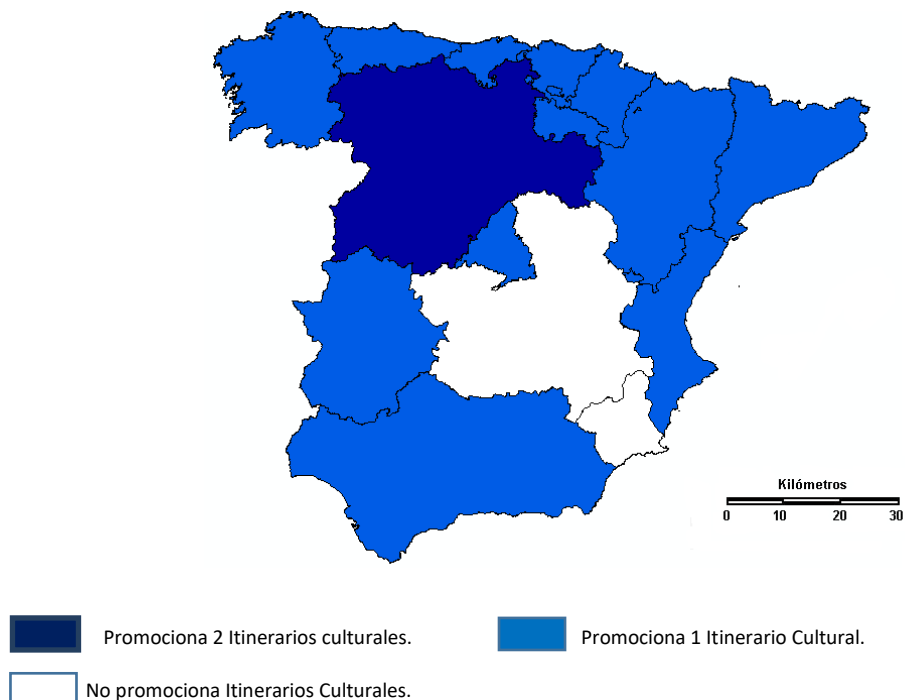 Kilómetros
0 10 20 30
Promociona 2 Itinerarios culturales.
Promociona 1 Itinerario Cultural.
No promociona Itinerarios Culturales.